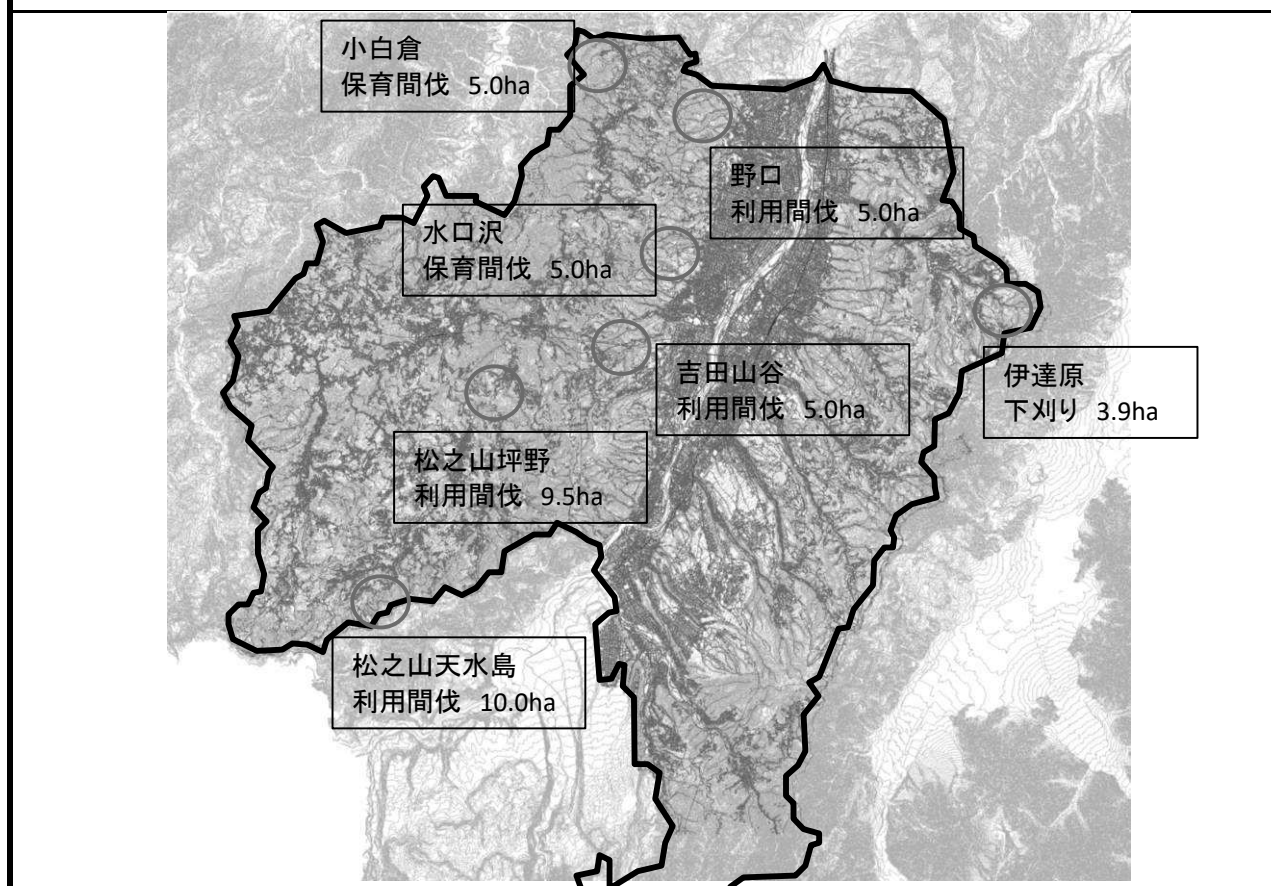 小白倉
保育間伐 5.0ha
野口
利用間伐 5.0ha
水口沢
保育間伐 5.0ha
吉田山谷
利用間伐 5.0ha
伊達原
下刈り 3.9ha
松之山坪野
利用間伐 9.5ha
松之山天水島
利用間伐 10.0ha